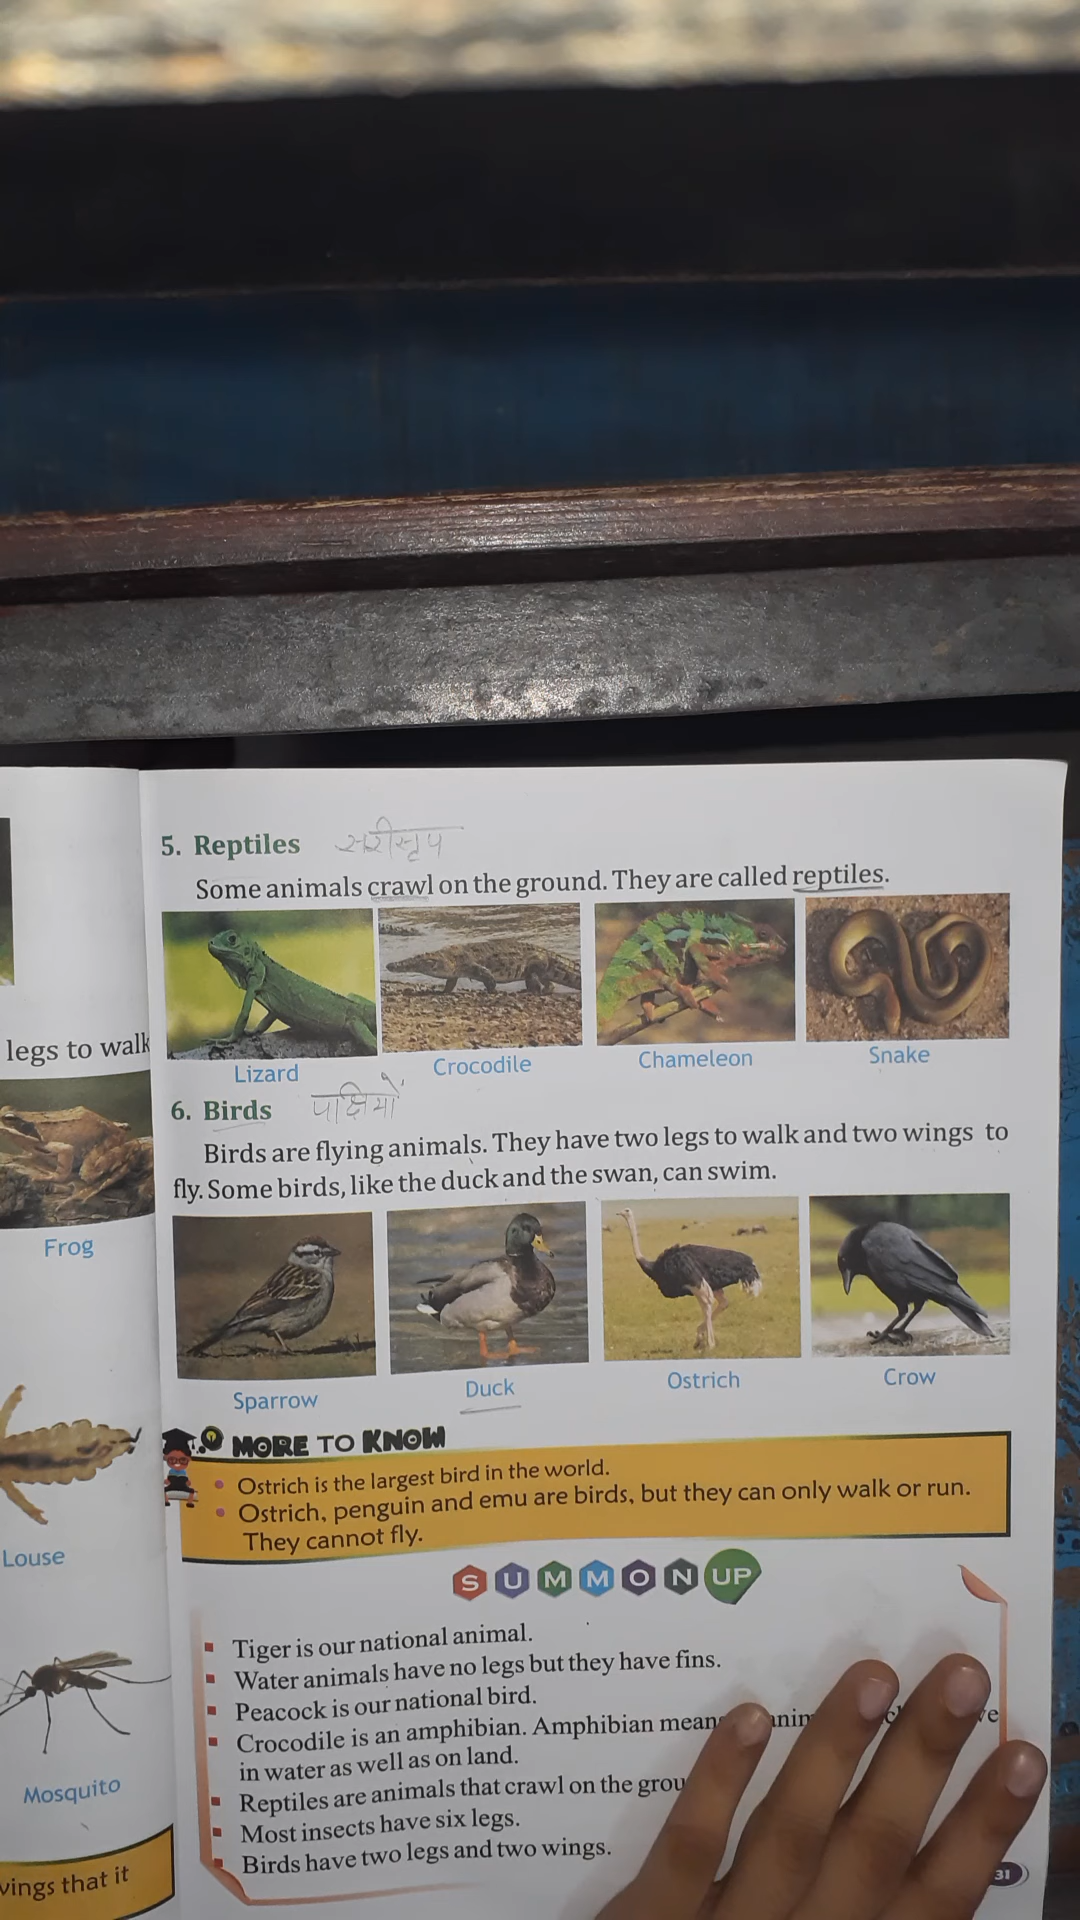 5. Reptiles सरीसृप
Some animals crawl on the ground. They are called reptiles.
legs to walk
Lizard Crocodile Chameleon Snake
6. Birds पक्षियों
Birds are flying animals. They have two legs to walk and two wings to
fly. Some birds, like the duck and the swan, can swim.
Frog
Sparrow Duck Ostrich Crow
MORE TO KNOW
• Ostrich is the largest bird in the world.
• Ostrich, penguin and emu are birds, but they can only walk or run.
They cannot fly.
Louse
SUMMON UP
Tiger is our national animal.
Water animals have no legs but they have fins.
Peacock is our national bird.
Crocodile is an amphibian. Amphibian means
in water as well as on land.
Reptiles are animals that crawl on the
Most insects have six legs.
Birds have two legs and two wings.
Mosquito
wings that it
31